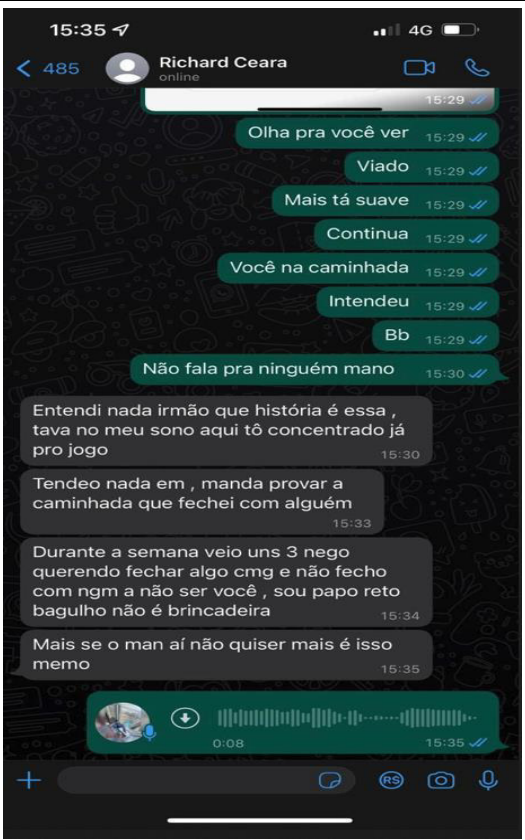 15:35
4G
485
Richard Ceara
online
15:29
Olha pra você ver 15:29
Viado 15:29
Mais tá suave 15:29
Continua 15:29
Você na caminhada 15:29
Intendeu 15:29
Bb 15:29
Não fala pra ninguém mano 15:30
Entendi nada irmão que história é essa ,
tava no meu sono aqui tô concentrado já
pro jogo 15:30
Tendeo nada em , manda provar a
caminhada que fechei com alguém
15:33
Durante a semana veio uns 3 nego
querendo fechar algo cmg e não fecho
com ngm a não ser você , sou papo reto
bagulho não é brincadeira 15:34
Mais se o man aí não quiser mais é isso
memo 15:35
0:08 15:35
RS